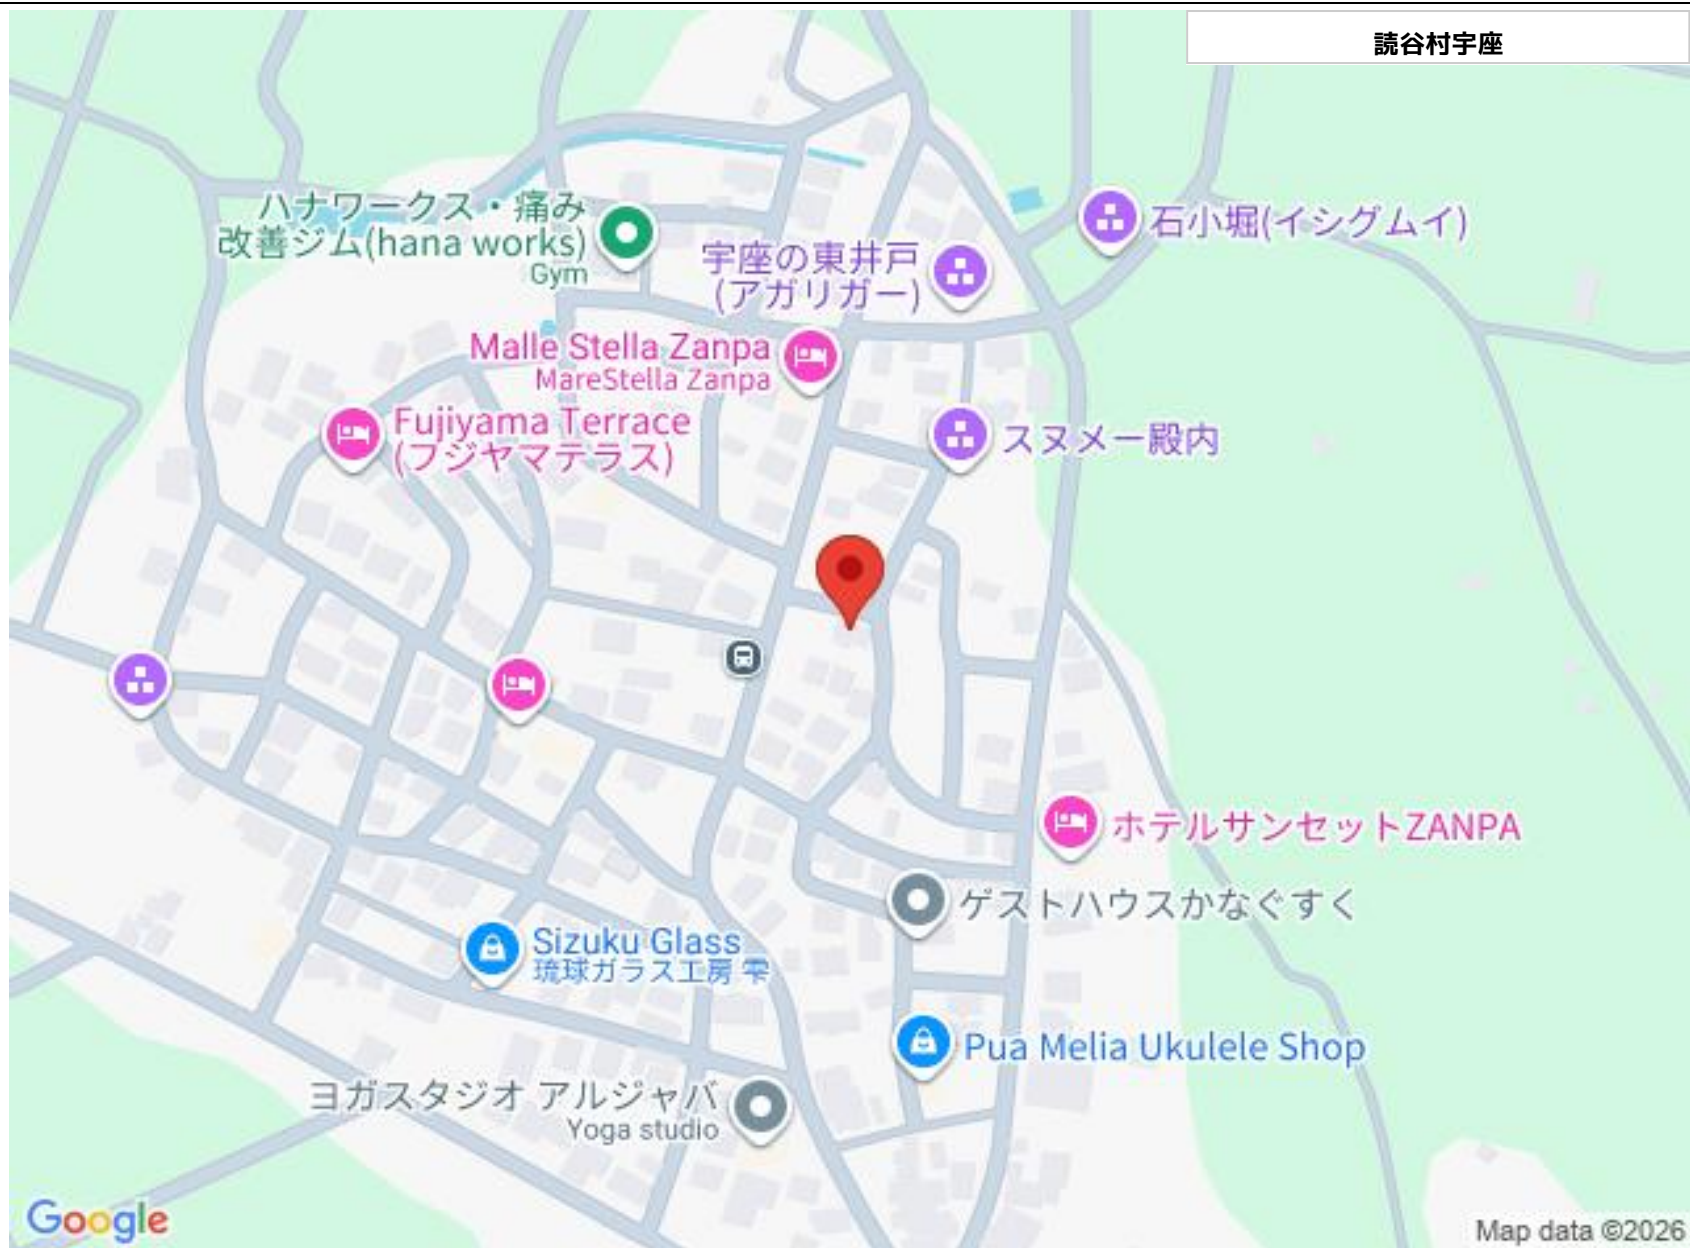 読谷村宇座
ハナワークス・痛み
改善ジム(hana works)
Gym
石小堀(イシグムイ)
宇座の東井戸
(アガリガー)
Malle Stella Zanpa
MareStella Zanpa
Fujiyama Terrace
(フジヤマテラス)
スヌメー殿内
ホテルサンセットZANPA
ゲストハウスかなぐすく
Sizuku Glass
琉球ガラス工房 雫
Pua Melia Ukulele Shop
ヨガスタジオ アルジャバ
Yoga studio
Google
Map data ©2026